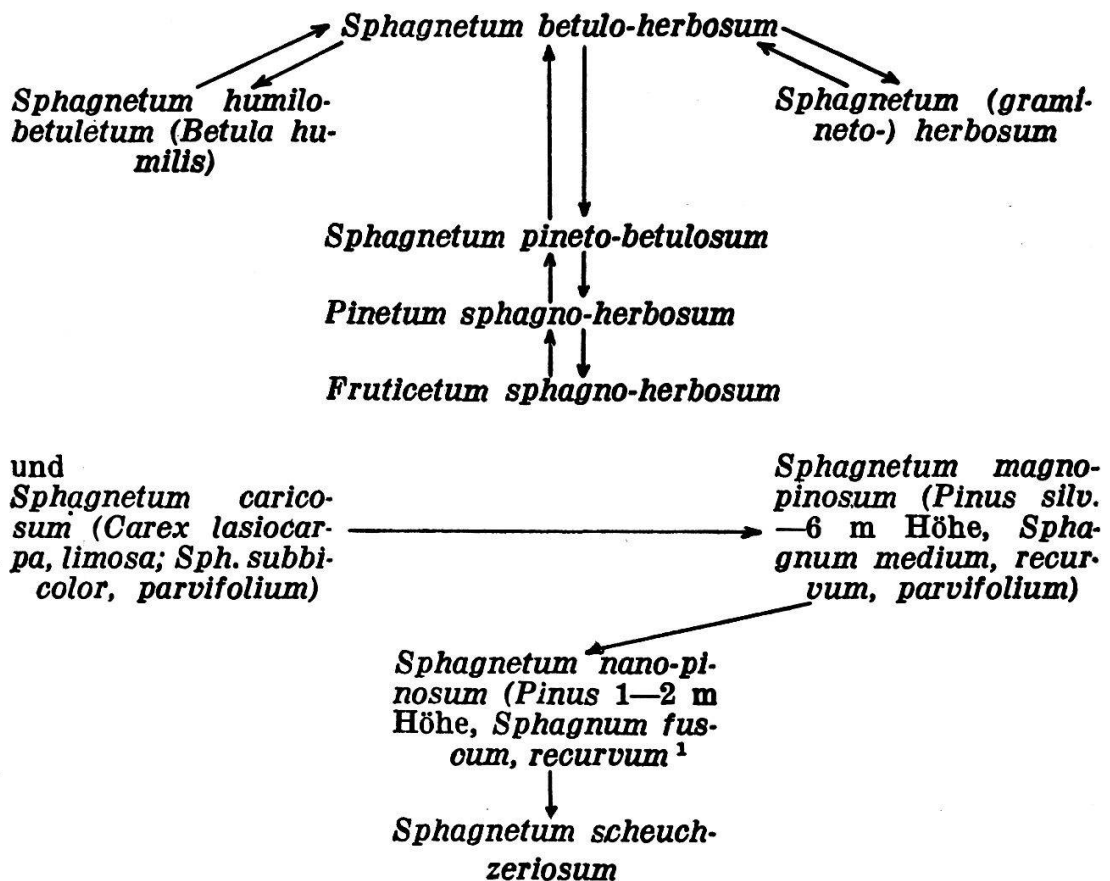 Sphagnetum betulo-herbosum
Sphagnetum humilo-
betuletum (Betula hu-
milis)
Sphagnetum (grami-
neto-) herbosum
Sphagnetum pineto-betulosum
Pinetum sphagno-herbosum
Fruticetum sphagno-herbosum
und
Sphagnetum carico-
sum (Carex lasiocar-
pa, limosa; Sph. subbi-
color, parvifolium)
Sphagnetum magno-
pinosum (Pinus silv.
—6 m Höhe, Spha-
gnum medium, recur-
vum, parvifolium)
Sphagnetum nano-pi-
nosum (Pinus 1—2 m
Höhe, Sphagnum fus-
cum, recurvum ¹
Sphagnetum scheuch-
zeriosum